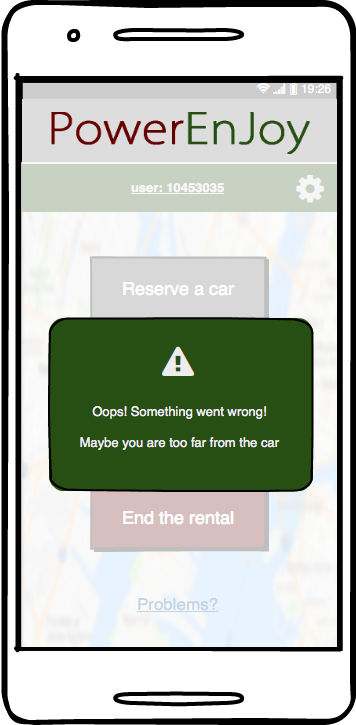 19:26
PowerEnJoy
user: 10453035
Reserve a car
Oops! Something went wrong!
Maybe you are too far from the car
End the rental
Problems?